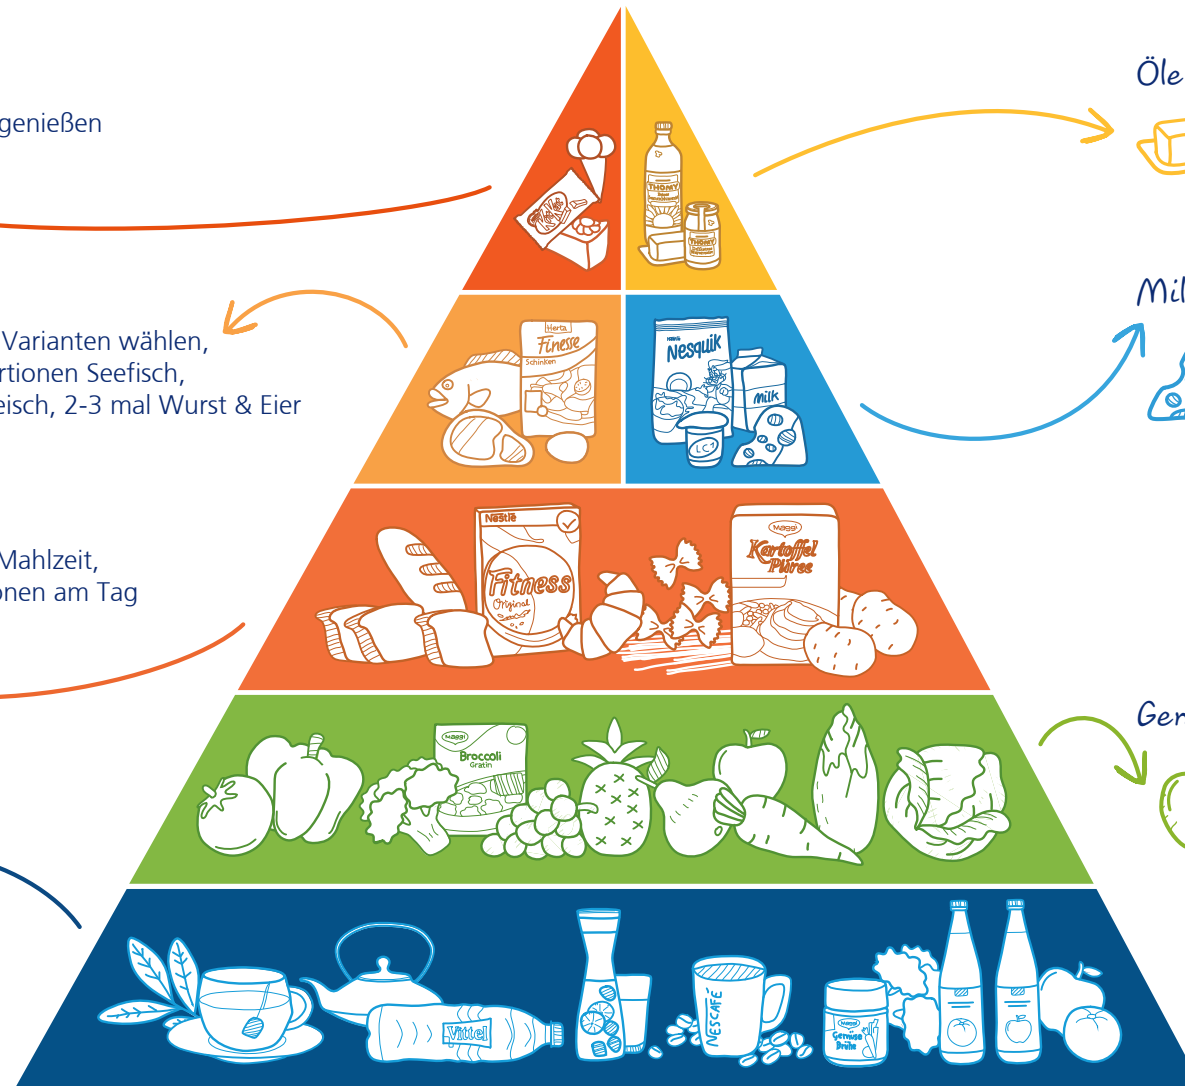 genießen
Öle
THOMY
THOMY
KitKat
Varianten wählen,
rtionen Seefisch,
eisch, 2-3 mal Wurst & Eier
Herta
Finesse
Schinken
Nesquik
Milk
LC1
Mil
Mahlzeit,
onen am Tag
Nestlé
Fitness
Original
Maggi
Kartoffel
Püree
Maggi
Broccoli
Gratin
Ger
Vittel
NESCAFÉ
Maggi
Gemüse
Brühe